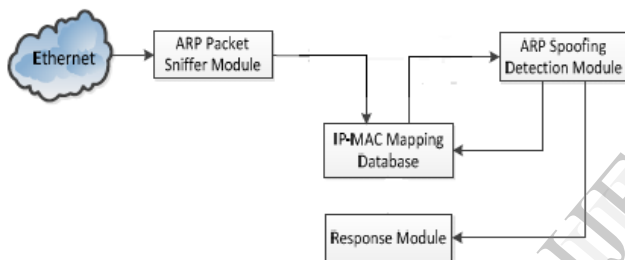 Ethernet
ARP Packet
Sniffer Module
ARP Spoofing
Detection Module
IP-MAC Mapping
Database
Response Module